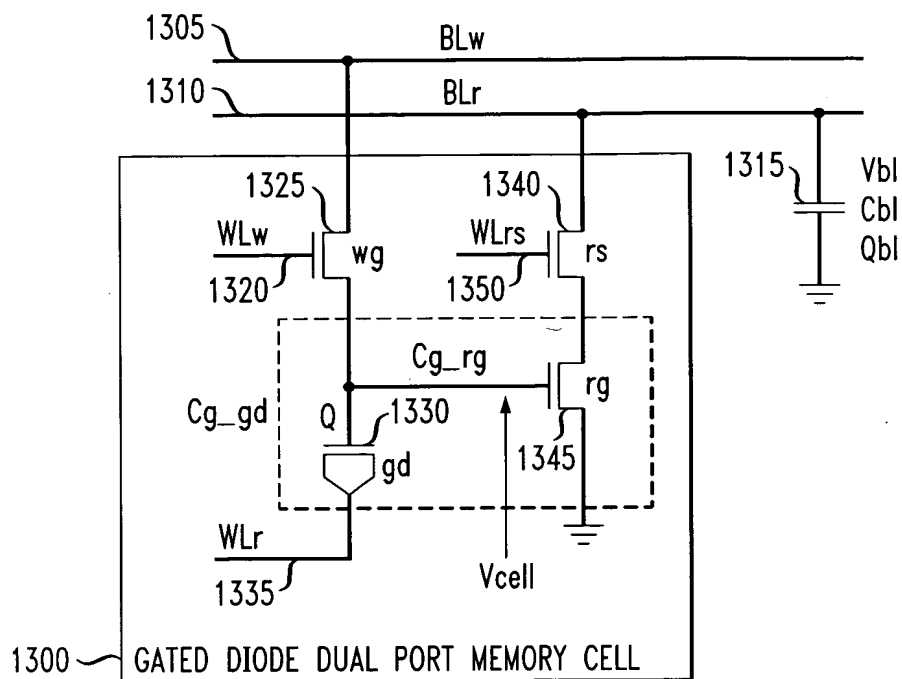 1305
BLw
1310
BLr
1325
1340
1315
Vbl
Cbl
Qbl
WLw
wg
WLrs
rs
1320
1350
Cg_rg
rg
Cg_gd
Q
1330
gd
1345
WLr
1335
Vcell
1300
GATED DIODE DUAL PORT MEMORY CELL